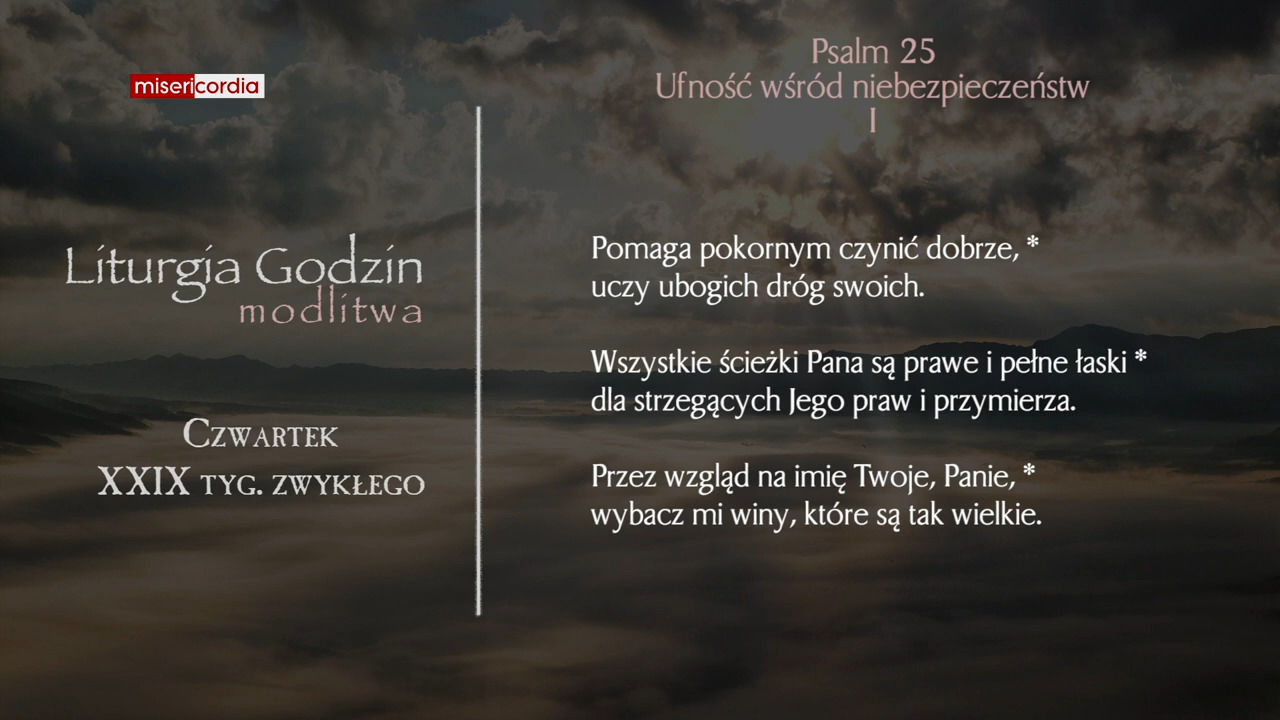 misericordia
Liturgia Godzin
modlitwa
Czwartek
XXIX tyg. zwykłego
Psalm 25
Ufność wśród niebezpieczeństw
I
Pomaga pokornym czynić dobrze, *
uczy ubogich dróg swoich.
Wszystkie ścieżki Pana są prawe i pełne łaski *
dla strzegących Jego praw i przymierza.
Przez wzgląd na imię Twoje, Panie, *
wybacz mi winy, które są tak wielkie.